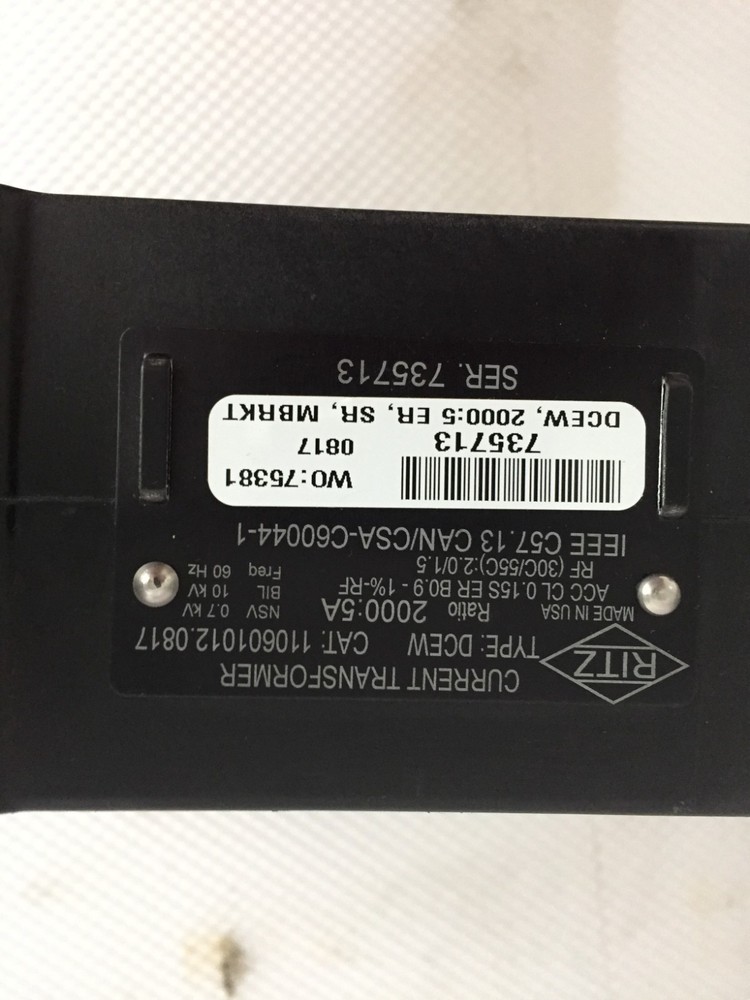 RITZ
CURRENT TRANSFORMER
TYPE: DCEW CAT: 110601012.0817
MADE IN USA Ratio 2000:5A NSV 0.7 kV
ACC CL 0.15S ER B0.9 - 1%-RF BIL 10 kV
RF (30C/55C):2.0/1.5 Freq 60 Hz
IEEE C57.13 CAN/CSA-C60044-1
WO:75381
735713 0817
DCEW, 2000:5 ER, SR, MBRKT
SER. 735713